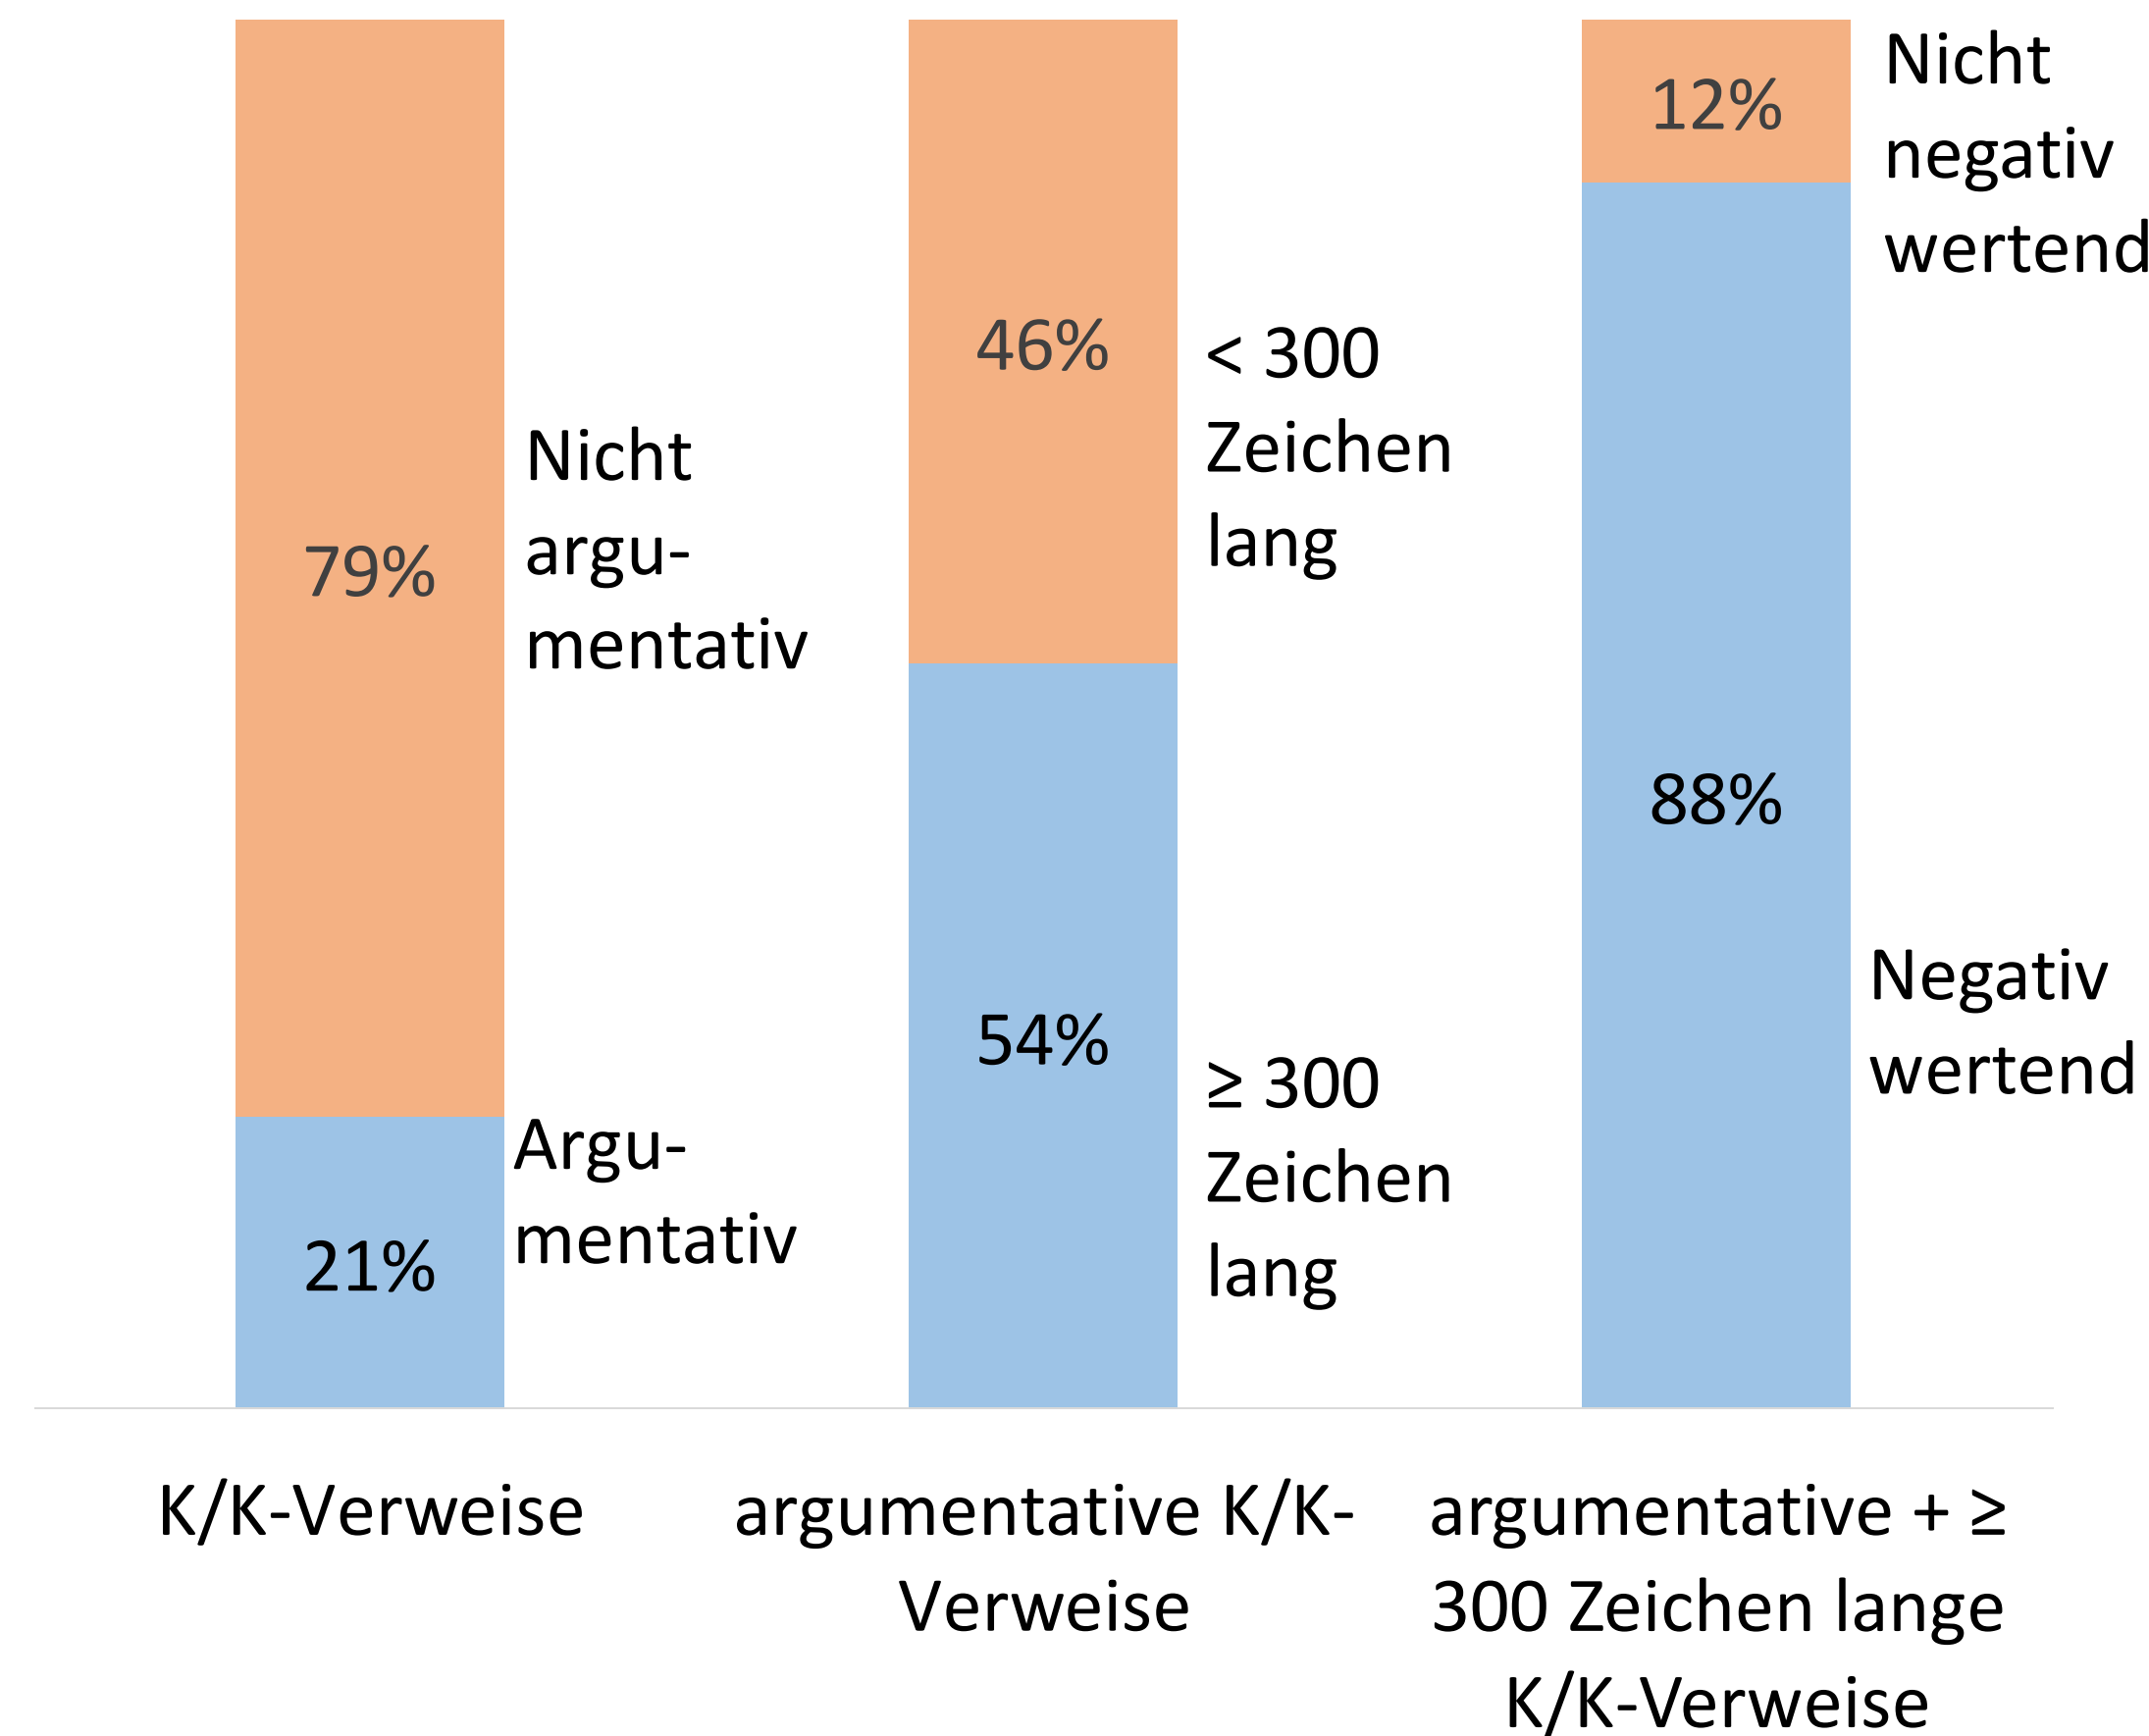 79%
Nicht
argu-
mentativ
21%
Argu-
mentativ
46%
< 300
Zeichen
lang
54%
≥ 300
Zeichen
lang
12%
Nicht
negativ
wertend
88%
Negativ
wertend
K/K-Verweise
argumentative K/K-
Verweise
argumentative + ≥
300 Zeichen lange
K/K-Verweise